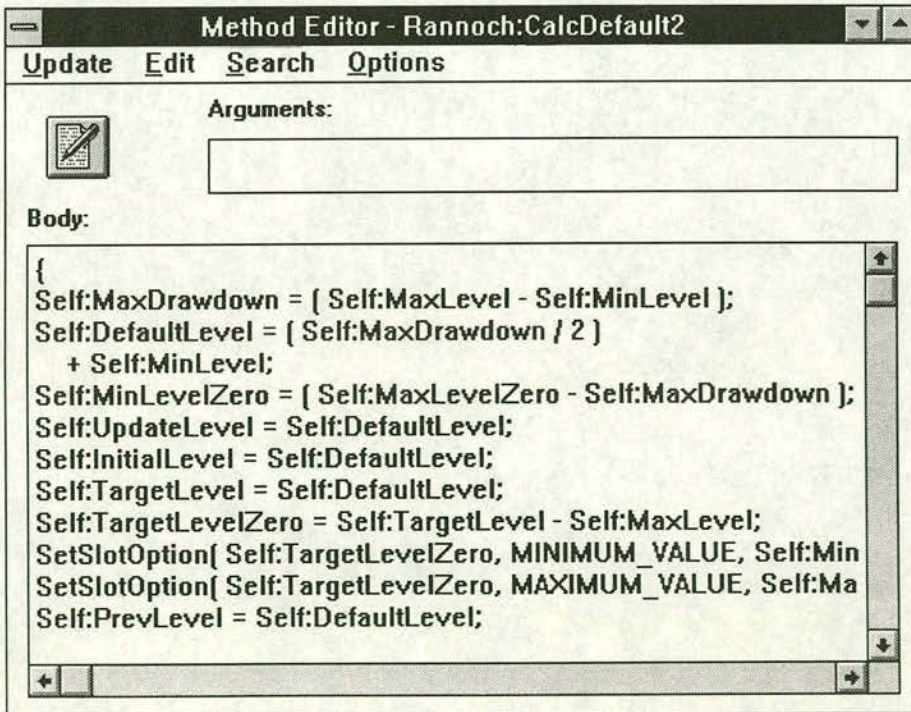 Method Editor - Rannoch:CalcDefault2
Update Edit Search Options
Arguments:
Body:
{
Self:MaxDrawdown = ( Self:MaxLevel - Self:MinLevel );
Self:DefaultLevel = ( Self:MaxDrawdown / 2 )
+ Self:MinLevel;
Self:MinLevelZero = ( Self:MaxLevelZero - Self:MaxDrawdown );
Self:UpdateLevel = Self:DefaultLevel;
Self:InitialLevel = Self:DefaultLevel;
Self:TargetLevel = Self:DefaultLevel;
Self:TargetLevelZero = Self:TargetLevel - Self:MaxLevel;
SetSlotOption( Self:TargetLevelZero, MINIMUM_VALUE, Self:Min
SetSlotOption( Self:TargetLevelZero, MAXIMUM_VALUE, Self:Ma
Self:PrevLevel = Self:DefaultLevel;